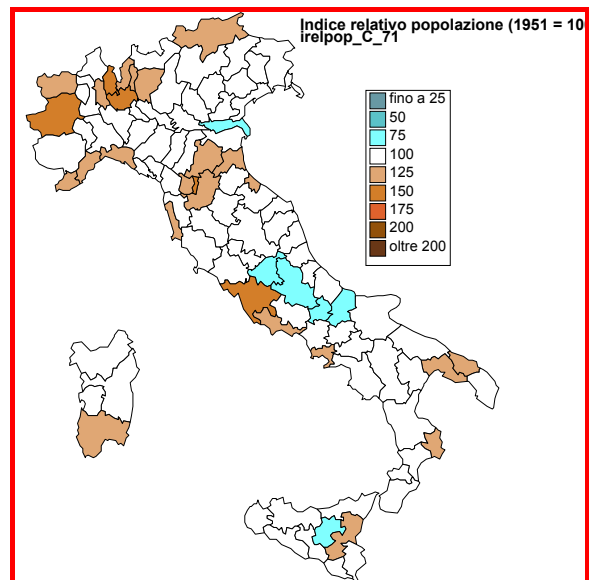 Indice relativo popolazione (1951 = 10
irelpop_C_71
fino a 25
50
75
100
125
150
175
200
oltre 200